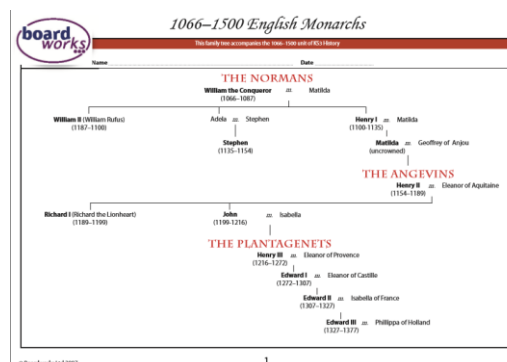 board
works
1066–1500 English Monarchs
This family tree accompanies the 1066–1500 unit of KS3 History
Name Date
THE NORMANS
William the Conqueror m. Matilda
(1066–1087)
William II (William Rufus) Adela m. Stephen Henry I m. Matilda
(1187–1100) (1100-1135)
Stephen Matilda m. Geoffrey of Anjou
(1135–1154) (uncrowned)
THE ANGEVINS
Henry II m. Eleanor of Aquitaine
(1154–1189)
Richard I (Richard the Lionheart) John m. Isabella
(1189–1199) (1199-1216)
THE PLANTAGENETS
Henry III m. Eleanor of Provence
(1216–1272)
Edward I m. Eleanor of Castille
(1272–1307)
Edward II m. Isabella of France
(1307–1327)
Edward III m. Phillippa of Holland
(1327–1377)
1